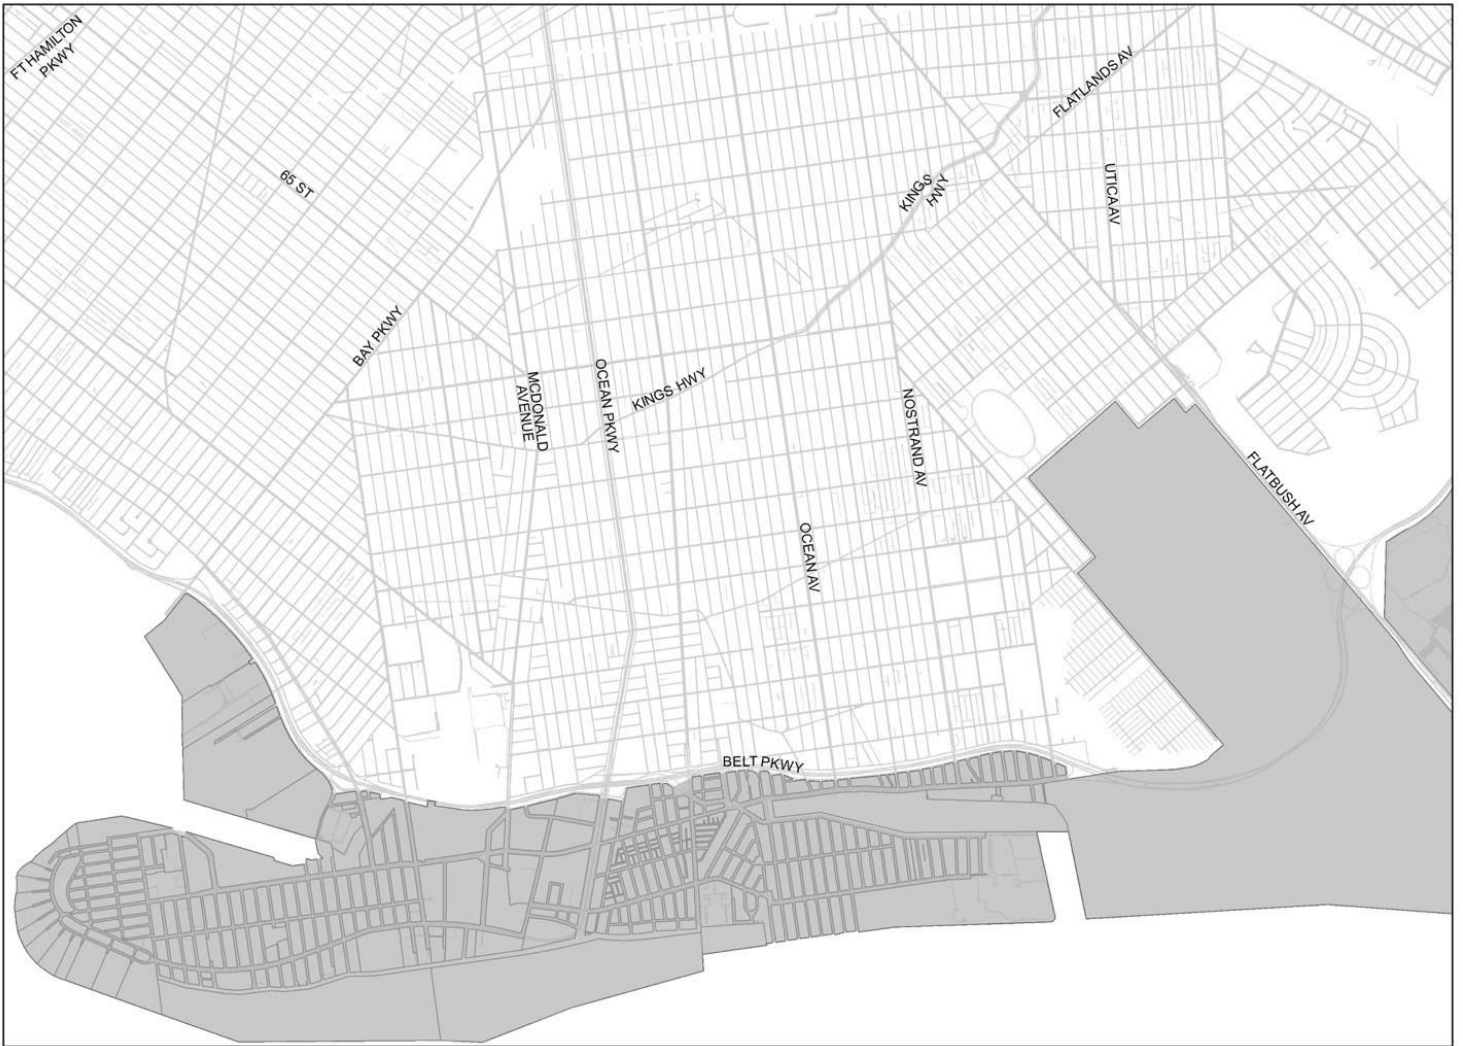 FT HAMILTON
PKWY
FLATLANDS AV
65 ST
KINGS
HWY
UTICA AV
BAY PKWY
MCDONALD
AVENUE
OCEAN PKWY
KINGS HWY
NOSTRAND AV
FLATBUSH AV
OCEAN AV
BELT PKWY